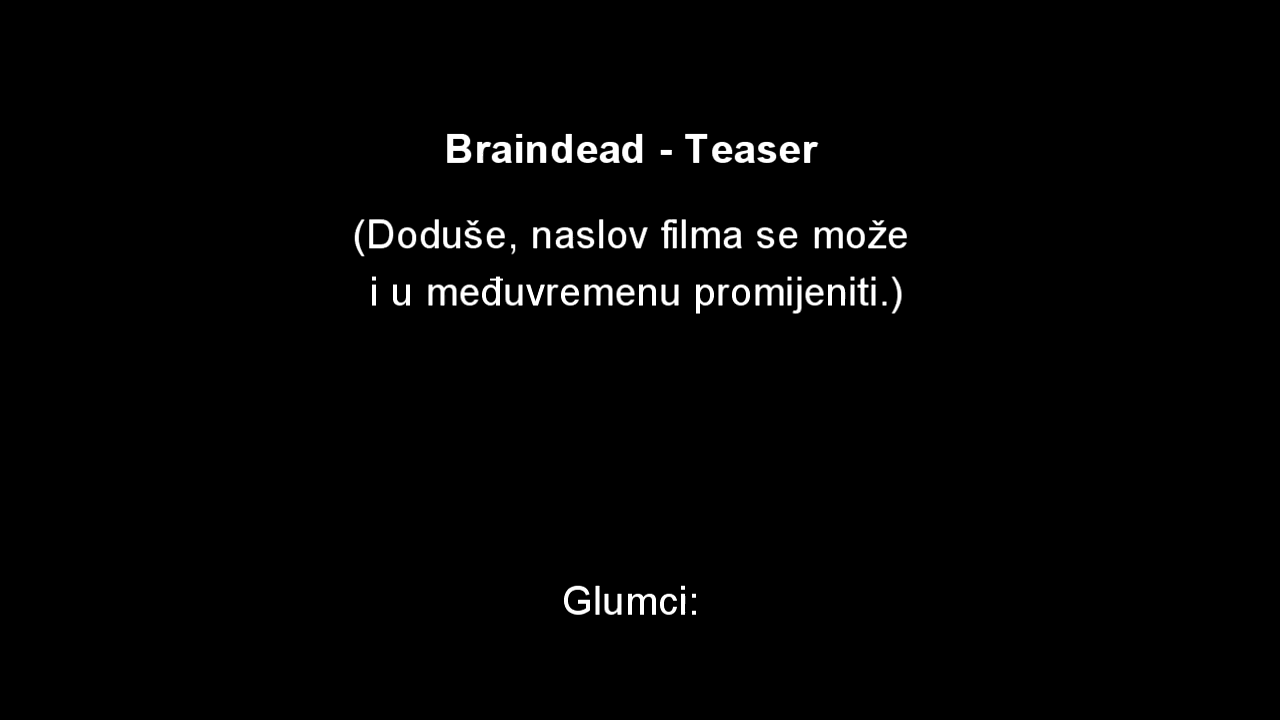 Braindead - Teaser
(Doduše, naslov filma se može
i u međuvremenu promijeniti.)
Glumci: